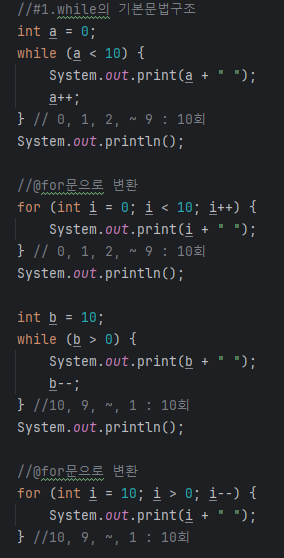 //#1.while의 기본문법구조
int a = 0;
while (a < 10) {
    System.out.print(a + " ");
    a++;
} // 0, 1, 2, ~ 9 : 10회
System.out.println();

//@for문으로 변환
for (int i = 0; i < 10; i++) {
    System.out.print(i + " ");
} // 0, 1, 2, ~ 9 : 10회
System.out.println();

int b = 10;
while (b > 0) {
    System.out.print(b + " ");
    b--;
} //10, 9, ~, 1 : 10회
System.out.println();

//@for문으로 변환
for (int i = 10; i > 0; i--) {
    System.out.print(i + " ");
} //10, 9, ~, 1 : 10회